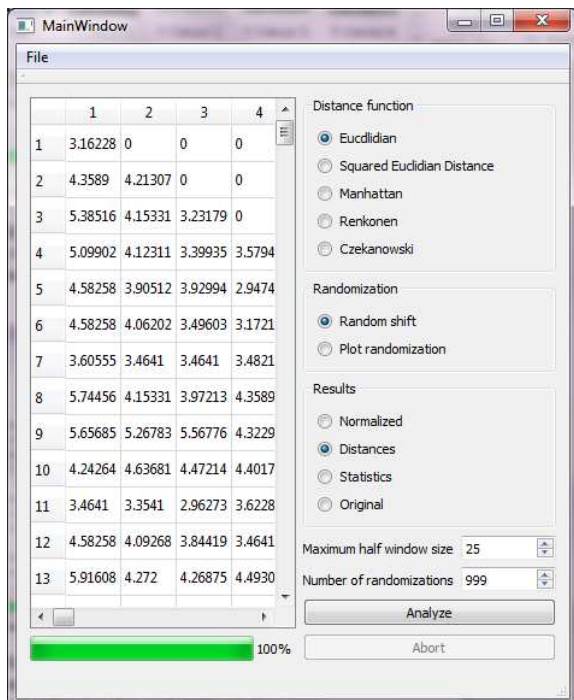 MainWindow
File
1 2 3 4
1 3.16228 0 0 0
2 4.3589 4.21307 0 0
3 5.38516 4.15331 3.23179 0
4 5.09902 4.12311 3.39935 3.5794
5 4.58258 3.90512 3.92994 2.9474
6 4.58258 4.06202 3.49603 3.1721
7 3.60555 3.4641 3.4641 3.4821
8 5.74456 4.15331 3.97213 4.3589
9 5.65685 5.26783 5.56776 4.3229
10 4.24264 4.63681 4.47214 4.4017
11 3.4641 3.3541 2.96273 3.6228
12 4.58258 4.09268 3.84419 3.4641
13 5.91608 4.272 4.26875 4.4930
100%
Distance function
Eucdlidian
Squared Euclidian Distance
Manhattan
Renkonen
Czekanowski
Randomization
Random shift
Plot randomization
Results
Normalized
Distances
Statistics
Original
Maximum half window size 25
Number of randomizations 999
Analyze
Abort